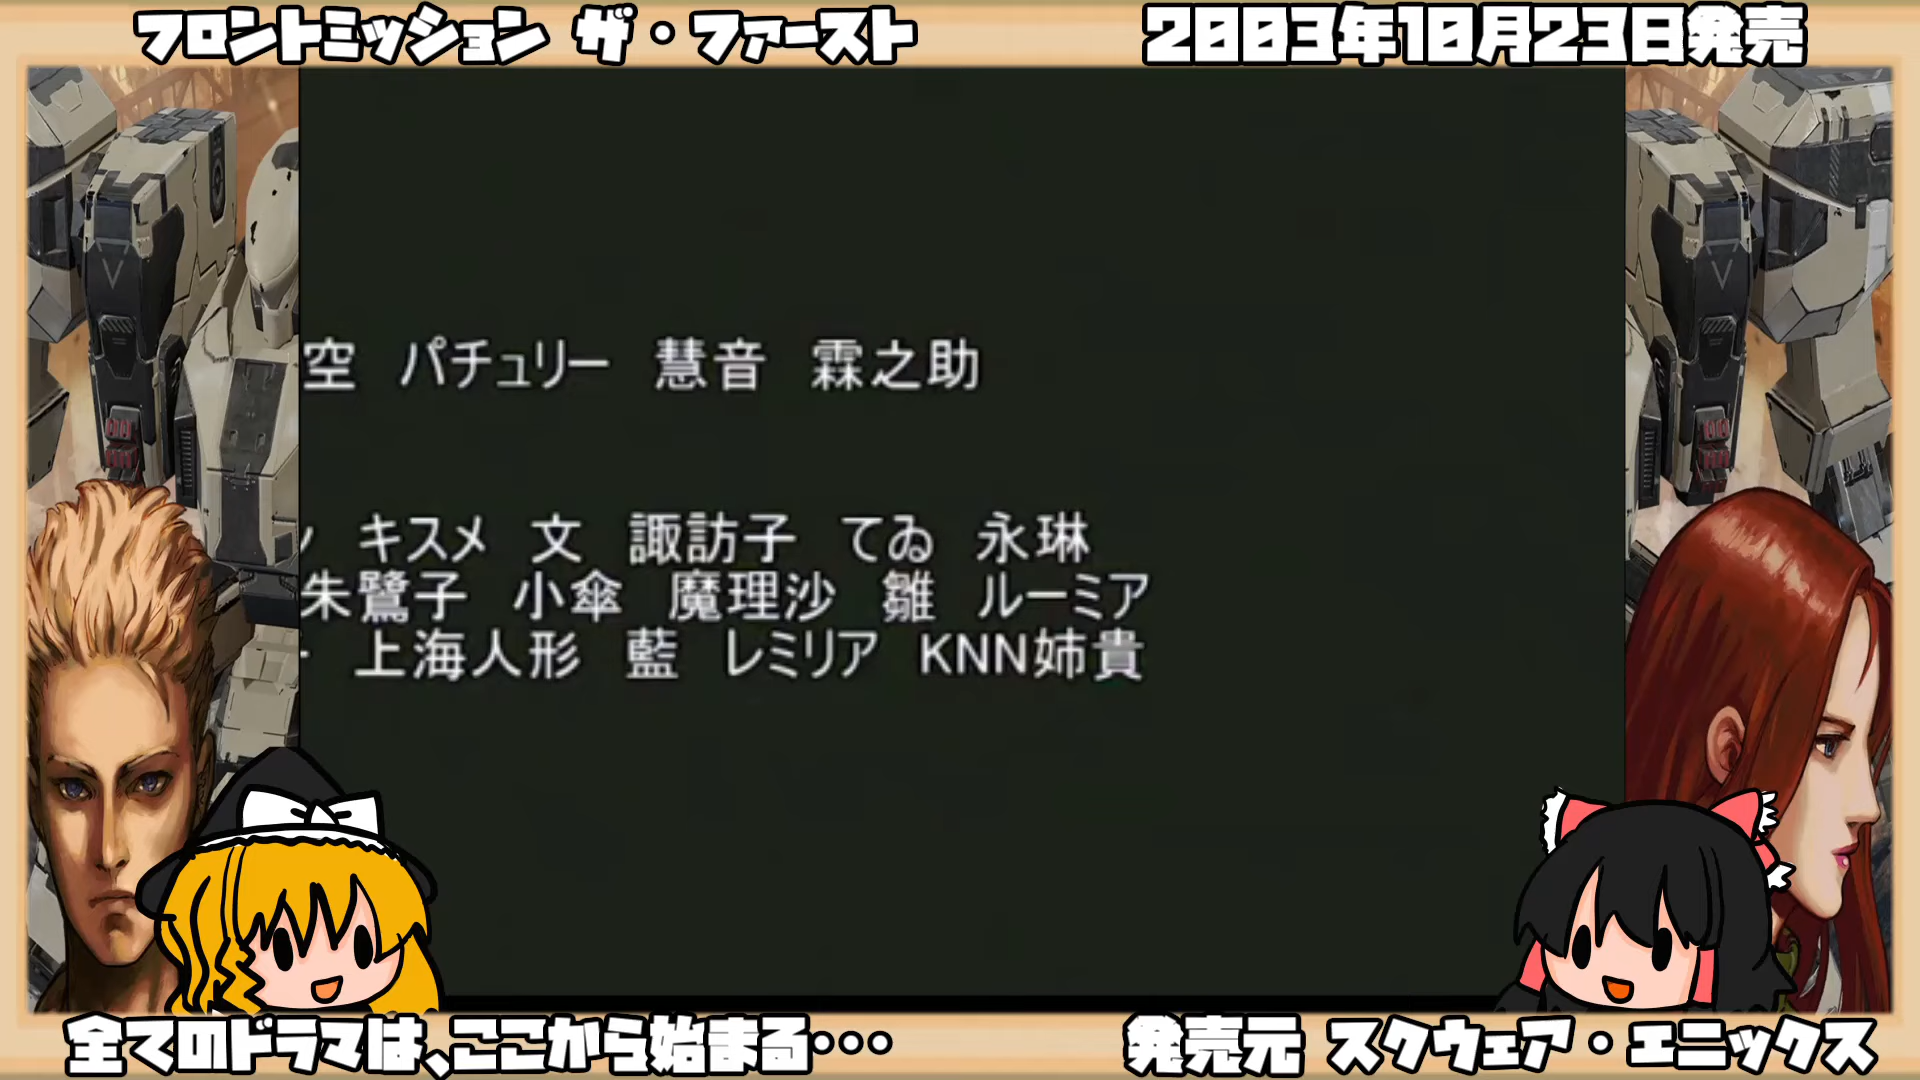 フロントミッション ザ・ファースト
2003年10月23日発売
空 パチュリー 慧音 霖之助
キスメ 文 諏訪子 てゐ 永琳
朱鷺子 小傘 魔理沙 雛 ルーミア
上海人形 藍 レミリア KNN姉貴
全てのドラマは、ここから始まる・・・
発売元 スクウェア・エニックス